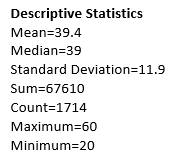 Descriptive Statistics
Mean=39.4
Median=39
Standard Deviation=11.9
Sum=67610
Count=1714
Maximum=60
Minimum=20